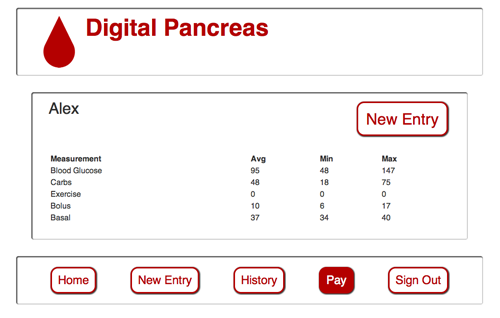 Digital Pancreas
Alex
New Entry
Measurement Avg Min Max
Blood Glucose 95 48 147
Carbs 48 18 75
Exercise 0 0 0
Bolus 10 6 17
Basal 37 34 40
Home New Entry History Pay Sign Out